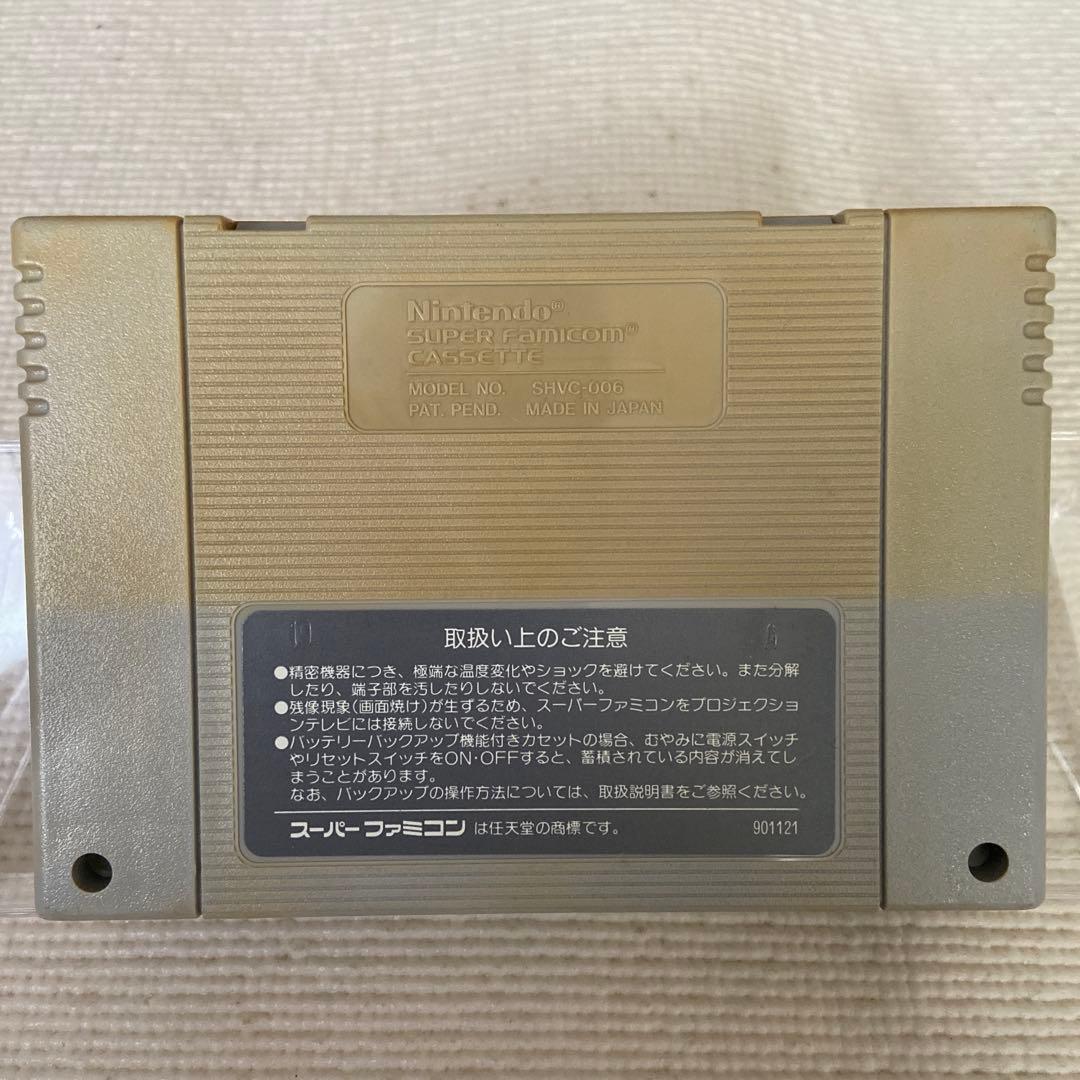 Nintendo®
SUPER Famicom®
CASSETTE
MODEL NO. SHVC-006
PAT. PEND. MADE IN JAPAN
取扱い上のご注意
●精密機器につき、極端な温度変化やショックを避けてください。また分解
したり、端子部を汚したりしないでください。
●残像現象(画面焼け)が生ずるため、スーパーファミコンをプロジェクショ
ンテレビには接続しないでください。
●バッテリーバックアップ機能付きカセットの場合、むやみに電源スイッチ
やリセットスイッチをON・OFFすると、蓄積されている内容が消えてし
まうことがあります。
なお、バックアップの操作方法については、取扱説明書をご参照ください。
スーパーファミコン は任天堂の商標です。 901121